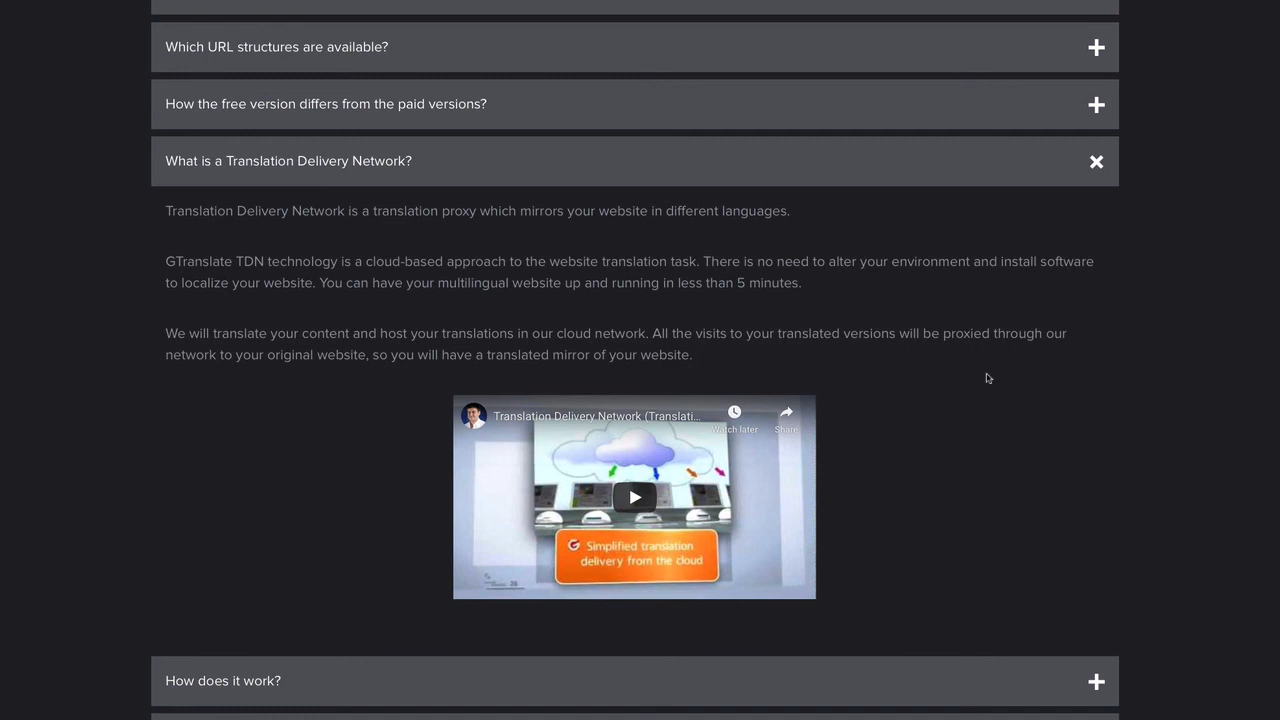 Which URL structures are available?
How the free version differs from the paid versions?
What is a Translation Delivery Network?
Translation Delivery Network is a translation proxy which mirrors your website in different languages.
GTranslate TDN technology is a cloud-based approach to the website translation task. There is no need to alter your environment and install software
to localize your website. You can have your multilingual website up and running in less than 5 minutes.
We will translate your content and host your translations in our cloud network. All the visits to your translated versions will be proxied through our
network to your original website, so you will have a translated mirror of your website.
Translation Delivery Network (Translati...
Watch later
Share
Simplified translation
delivery from the cloud
How does it work?